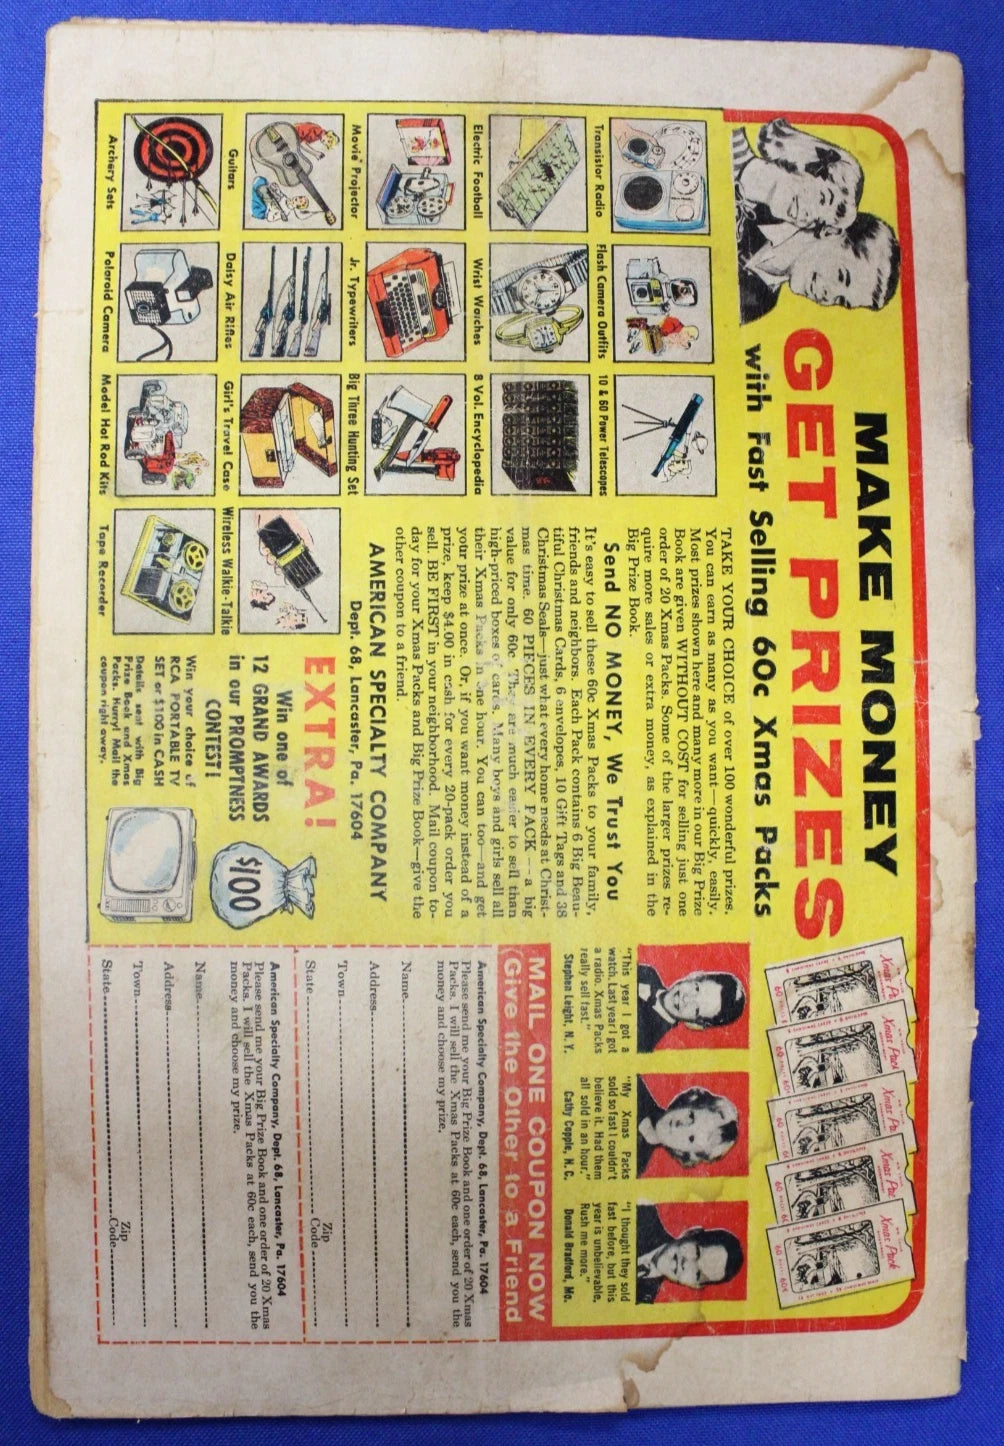 MAKE MONEY
GET PRIZES
with Fast Selling 60c Xmas Packs
Xmas Pa
Xmas Pack
Xmas Pa
Xmas Pac
Xmas Pack
Transistor Radio
Flash Camera Outfits
10 & 60 Power Telescopes
Electric Football
Wrist Watches
8 Vol. Encyclopedia
Movie Projector
Jr. Typewriters
Big Three Hunting Set
Guitars
Daisy Air Rifles
Girl's Travel Case
Wireless Walkie-Talkie
Archery Sets
Polaroid Camera
Model Hot Rod Kits
Tape Recorder
TAKE YOUR CHOICE of over 100 wonderful prizes.
You can earn as many as you want—quickly, easily.
Most prizes shown here and many more in our Big Prize
Book are given WITHOUT COST for selling just one
order of 20 Xmas Packs. Some of the larger prizes re-
quire more sales or extra money, as explained in the
Big Prize Book.
Send NO MONEY, We Trust You
It's easy to sell these 60c Xmas Packs to your family,
friends and neighbors. Each Pack contains 6 Big Beau-
tiful Christmas Cards, 6 envelopes, 10 Gift Tags and 38
Christmas Seals—just what every home needs at Christ-
mas time. 60 PIECES IN EVERY PACK—a big
value for only 60c. They are much easier to sell than
high-priced boxes of cards. Many boys and girls sell all
their Xmas Packs in one hour. You can too—and get
your prize at once. Or, if you want money instead of a
prize, keep $4.00 in cash for every 20-pack order you
sell. BE FIRST in your neighborhood. Mail coupon to-
day for your Xmas Packs and Big Prize Book—give the
other coupon to a friend.
AMERICAN SPECIALTY COMPANY
Dept. 68, Lancaster, Pa. 17604
EXTRA!
Win one of
12 GRAND AWARDS
in our PROMPTNESS
CONTEST!
Win your choice of
RCA PORTABLE TV
SET or $100 in CASH
Details sent with Big
Prize Book and Xmas
Packs. Hurry! Mail the
coupon right away.
$100
"This year I got a
watch. Last year I got
a radio. Xmas Packs
really sell fast."
Stephen Leight, N. Y.
"My Xmas Packs
sold so fast I couldn't
believe it. Had them
all sold in an hour."
Cathy Copple, N.C.
"I thought they sold
fast before, but this
year is unbelievable.
Rush me more."
Donald Bradford, Mo.
MAIL ONE COUPON NOW
(Give the Other to a Friend
American Specialty Company, Dept. 68, Lancaster, Pa. 17604
Please send me your Big Prize Book and one order of 20 Xmas
Packs. I will sell the Xmas Packs at 60c each, send you the
money and choose my prize.
Name
Address
Town
State Zip Code
American Specialty Company, Dept. 68, Lancaster, Pa. 17604
Please send me your Big Prize Book and one order of 20 Xmas
Packs. I will sell the Xmas Packs at 60c each, send you the
money and choose my prize.
Name
Address
Town
State Zip Code